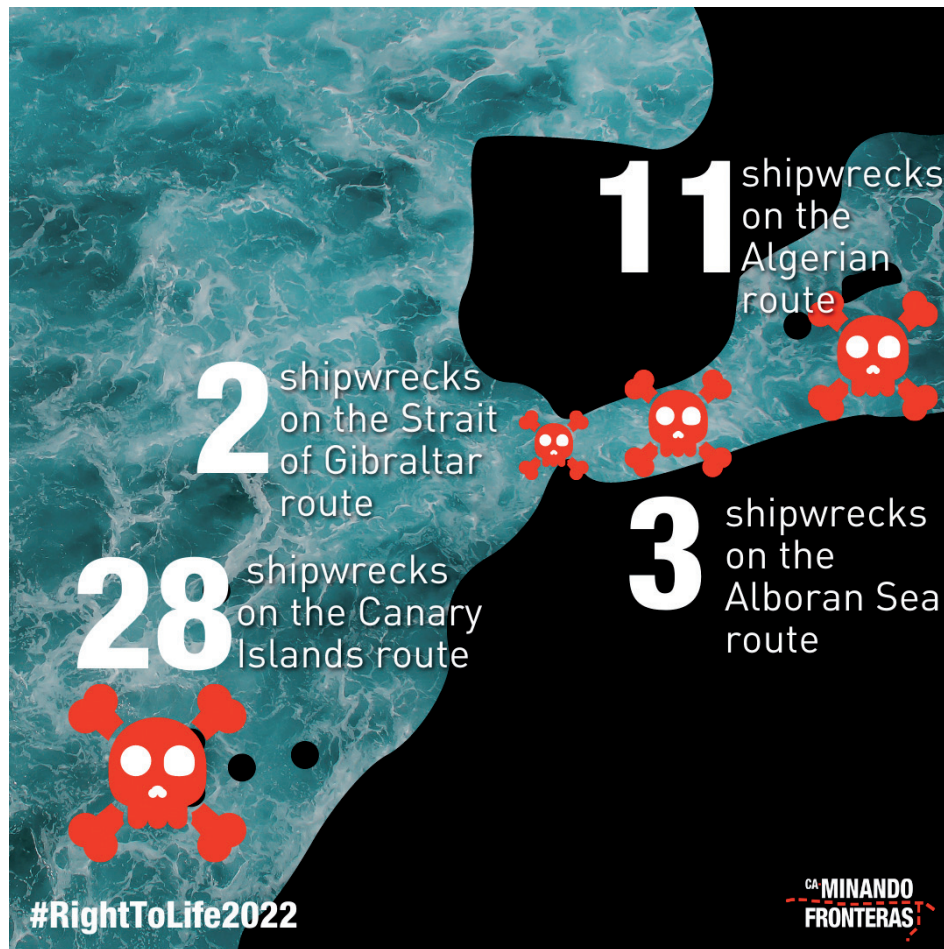 11
shipwrecks
on the
Algerian
route
2
shipwrecks
on the Strait
of Gibraltar
route
3
shipwrecks
on the
Alboran Sea
route
28
shipwrecks
on the Canary
Islands route
#RightToLife2022
CA-MINANDO
FRONTERAS